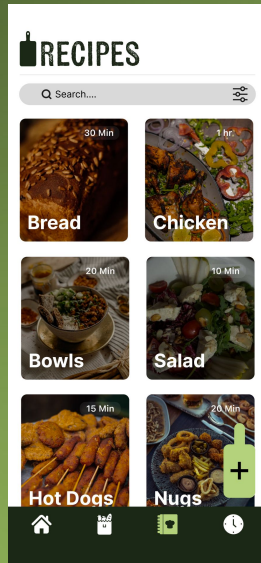 RECIPES
Search....
30 Min
1 hr.
Bread
Chicken
20 Min
10 Min
Bowls
Salad
15 Min
20 Min
Hot Dogs
Nugs
+